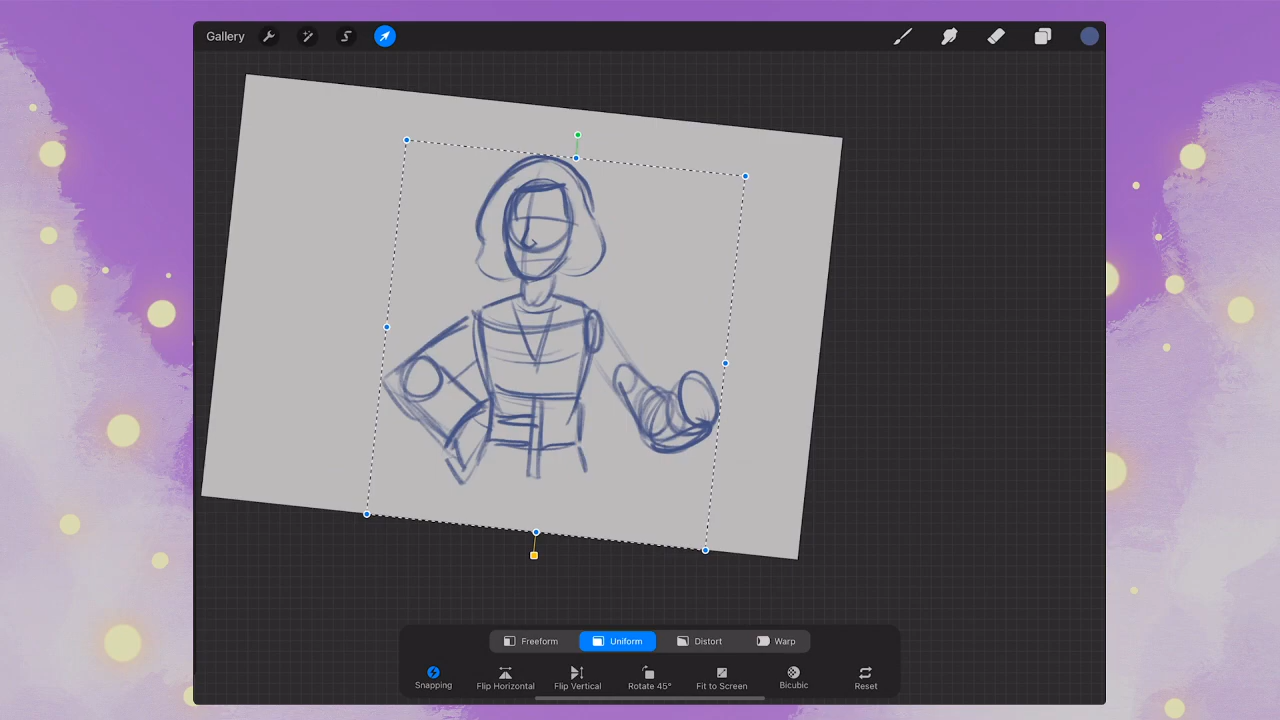 Gallery
Freeform Uniform Distort Warp
Snapping Flip Horizontal Flip Vertical Rotate 45° Fit to Screen Bicubic Reset